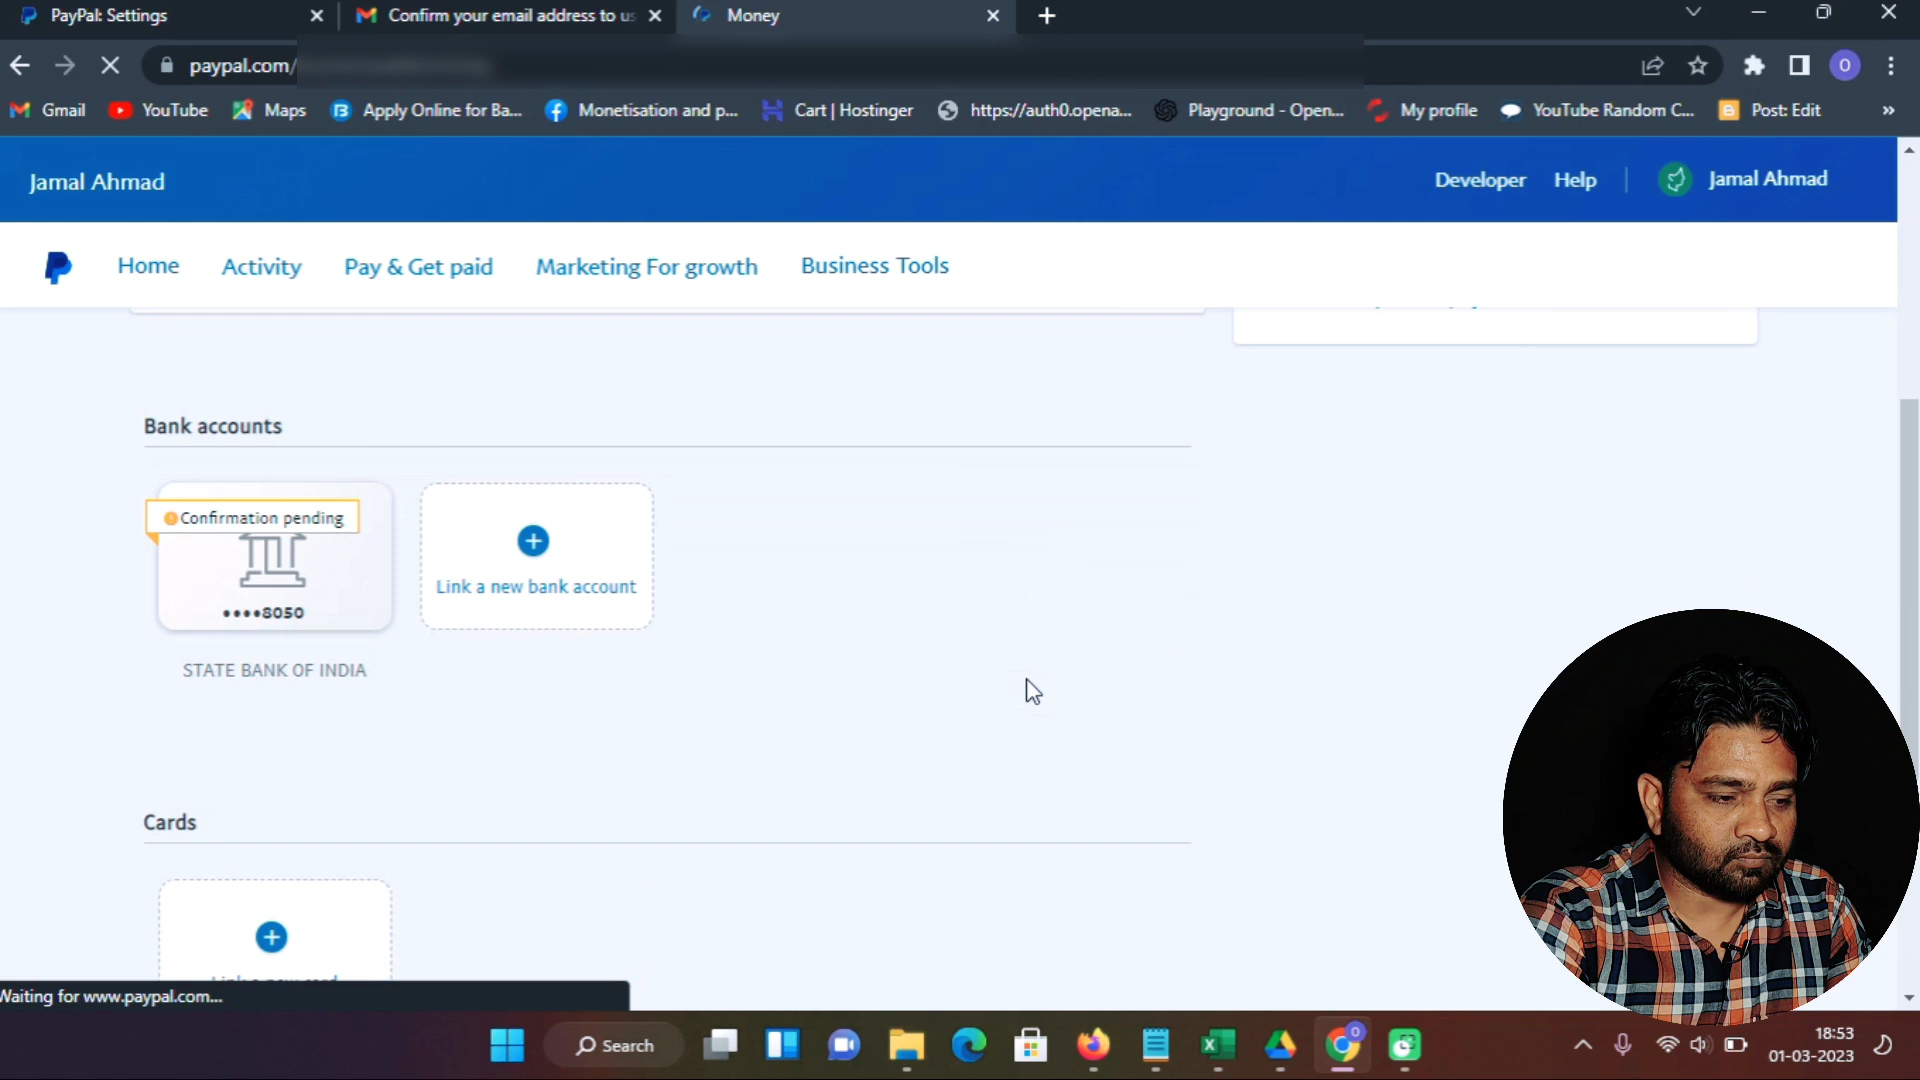 PayPal: Settings
Confirm your email address to us
Money
paypal.com/
O
Gmail
YouTube
Maps
Apply Online for Ba...
Monetisation and p...
Cart | Hostinger
https://auth0.opena...
Playground - Open...
My profile
YouTube Random C...
Post: Edit
»
Jamal Ahmad
Developer
Help
Jamal Ahmad
Home
Activity
Pay & Get paid
Marketing For growth
Business Tools
Bank accounts
Confirmation pending
••••8050
Link a new bank account
STATE BANK OF INDIA
Cards
Link a new card
Waiting for www.paypal.com...
Search
18:53
01-03-2023